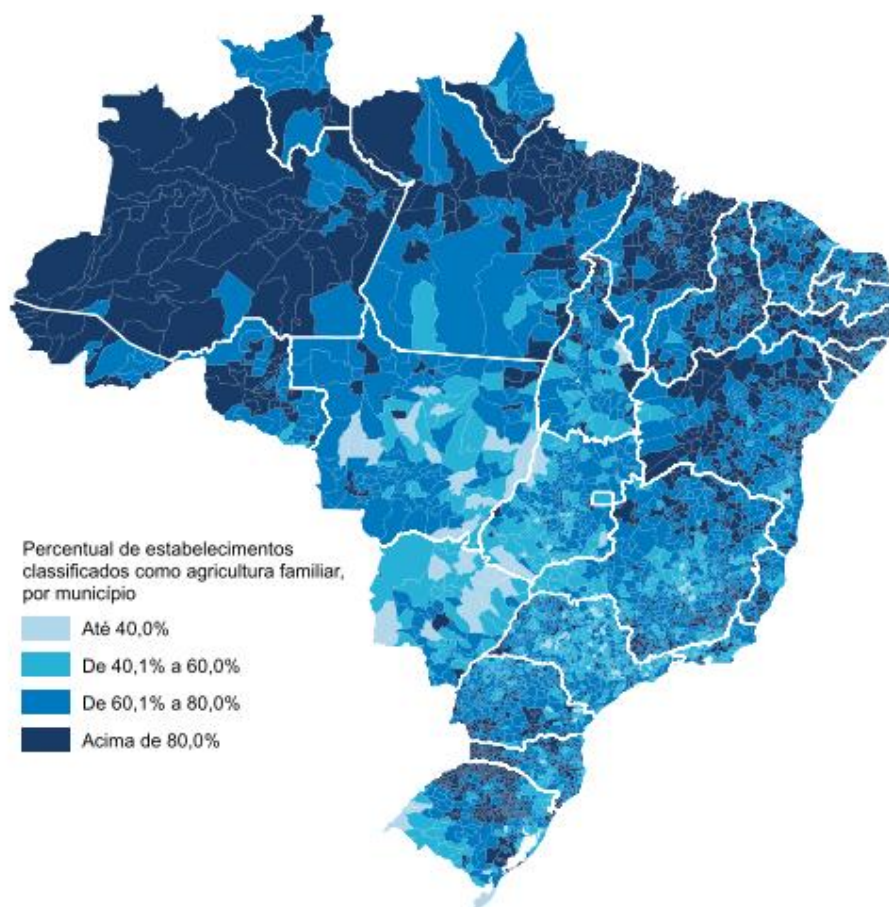 Percentual de estabelecimentos
classificados como agricultura familiar,
por município
Até 40,0%
De 40,1% a 60,0%
De 60,1% a 80,0%
Acima de 80,0%